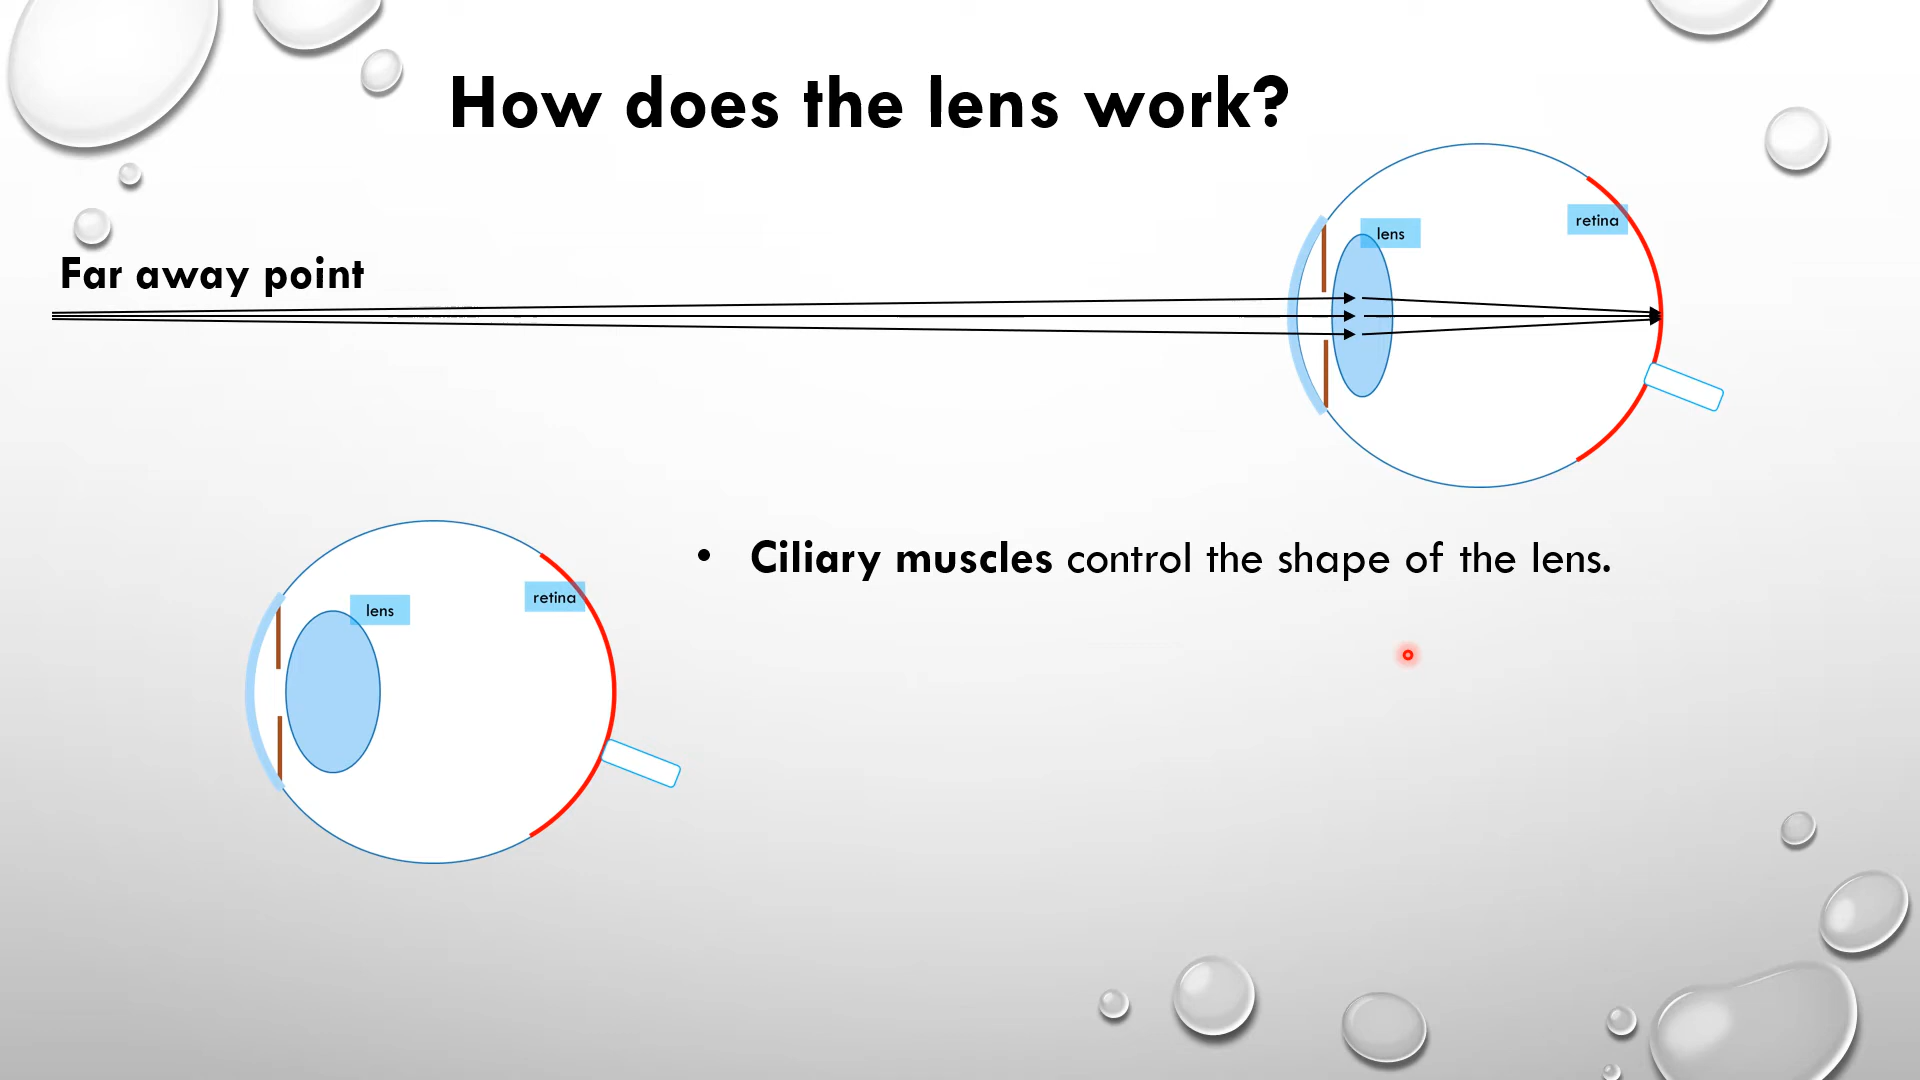 How does the lens work?
retina
lens
Far away point
• Ciliary muscles control the shape of the lens.
retina
lens